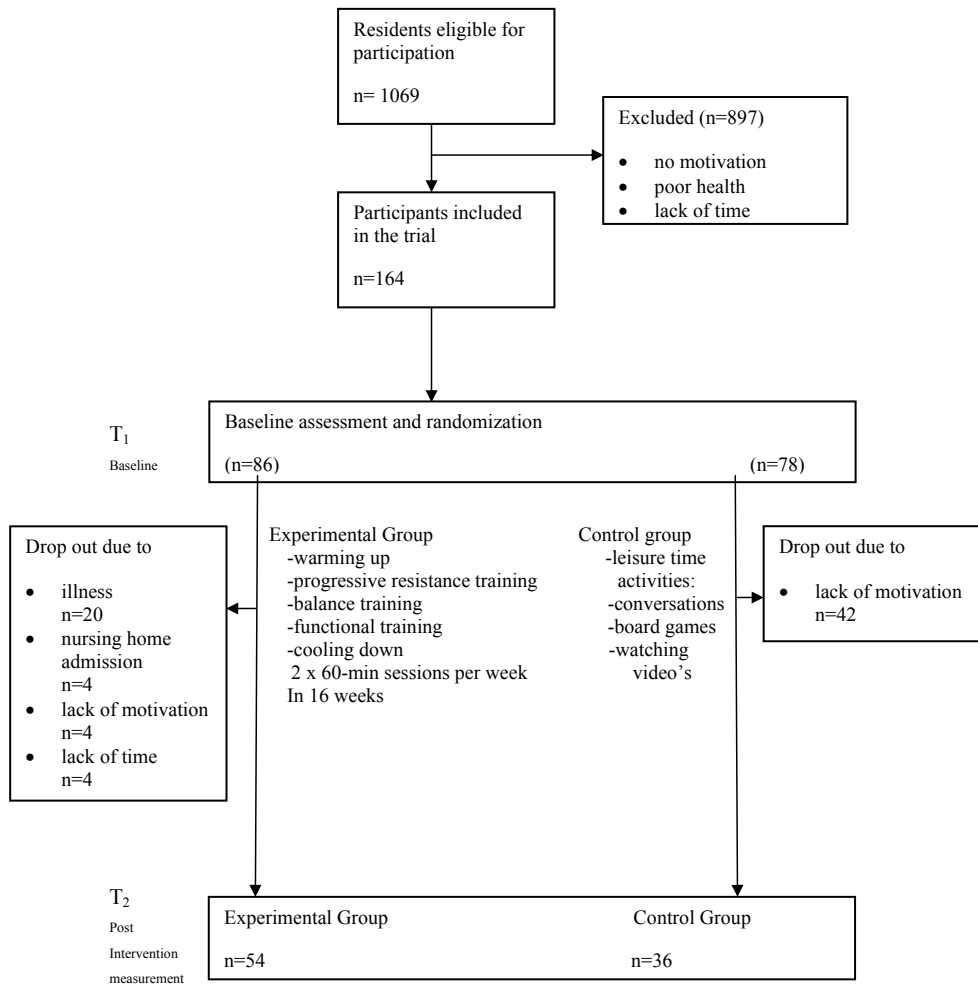 Residents eligible for
participation
n= 1069
Excluded (n=897)
• no motivation
• poor health
• lack of time
Participants included
in the trial
n=164
T1
Baseline
Baseline assessment and randomization
(n=86)
(n=78)
Drop out due to
• illness
n=20
• nursing home
admission
n=4
• lack of motivation
n=4
• lack of time
n=4
Experimental Group
-warming up
-progressive resistance training
-balance training
-functional training
-cooling down
2 x 60-min sessions per week
In 16 weeks
Control group
-leisure time
activities:
-conversations
-board games
-watching
video’s
Drop out due to
• lack of motivation
n=42
T2
Post
Intervention
measurement
Experimental Group
n=54
Control Group
n=36